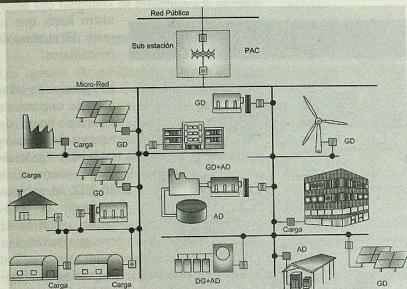 Red Pública
Sub estación
PAC
Micro-Red
GD
Carga
GD
GD
Carga
GD
GD+AD
AD
Carga
AD
Carga
Carga
DG+AD
GD